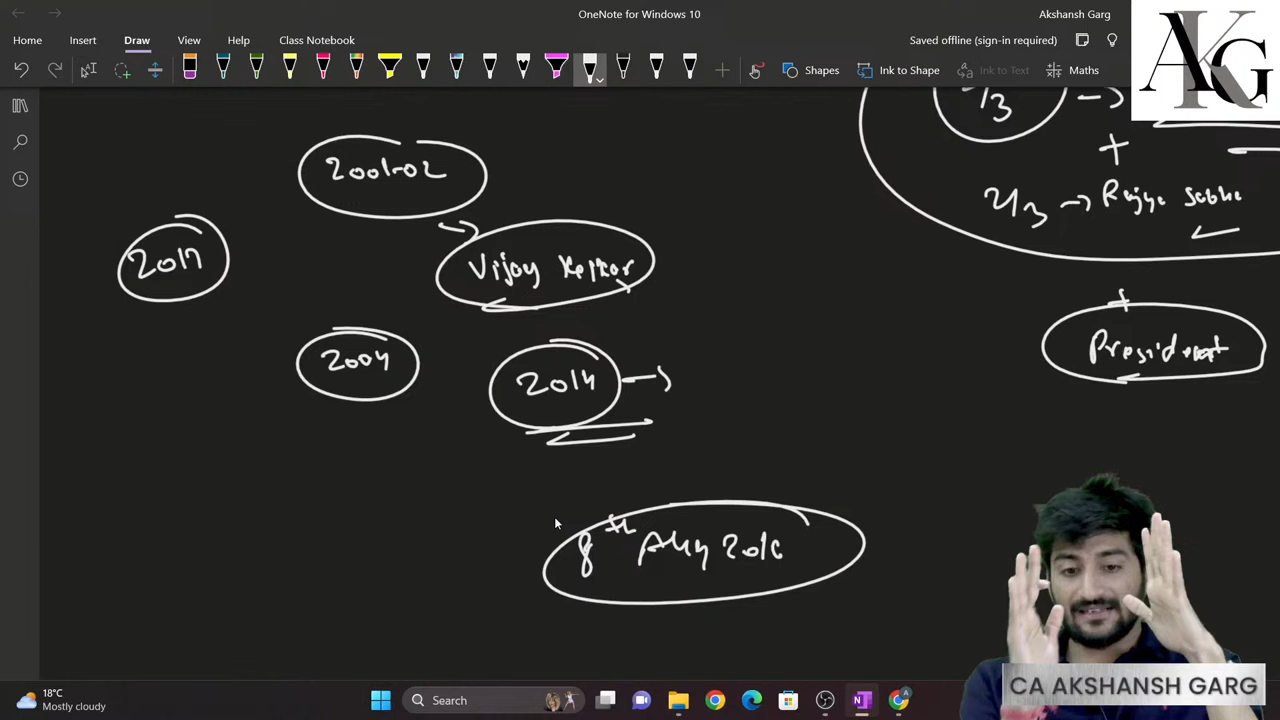 OneNote for Windows 10
Akshansh Garg
Home Insert Draw View Help Class Notebook
Saved offline (sign-in required)
Shapes Ink to Shape Ink to Text Maths
AKG
2/3
+
2/3 → Rajya Sabha
2001-02
2017
Vijay Kelkar
2004
2014 →
+
President
8th Aug 2016
CA AKSHANSH GARG
18°C
Mostly cloudy
Search